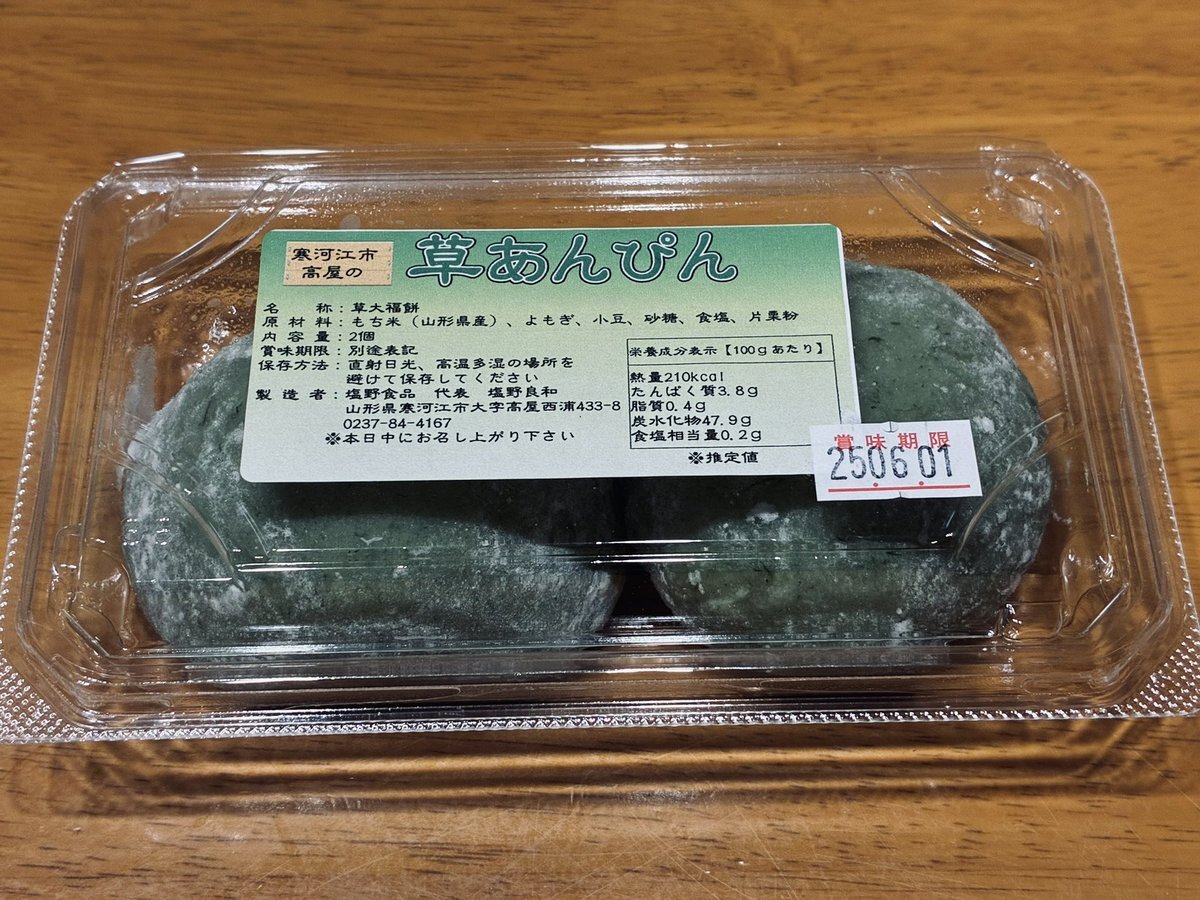 寒河江市
高屋の
草あんぴん
名　　称：草大福餅
原材料：もち米（山形県産）、よもぎ、小豆、砂糖、食塩、片栗粉
内容量：2個
賞味期限：別途表記
保存方法：直射日光、高温多湿の場所を
避けて保存してください
製造者：塩野食品　代表　塩野良和
山形県寒河江市大字高屋西浦433-8
0237-84-4167
※本日中にお召し上がり下さい
栄養成分表示【100gあたり】
熱量210kcal
たんぱく質3.8g
脂質0.4g
炭水化物47.9g
食塩相当量0.2g
※推定値
賞味期限
25.06.01